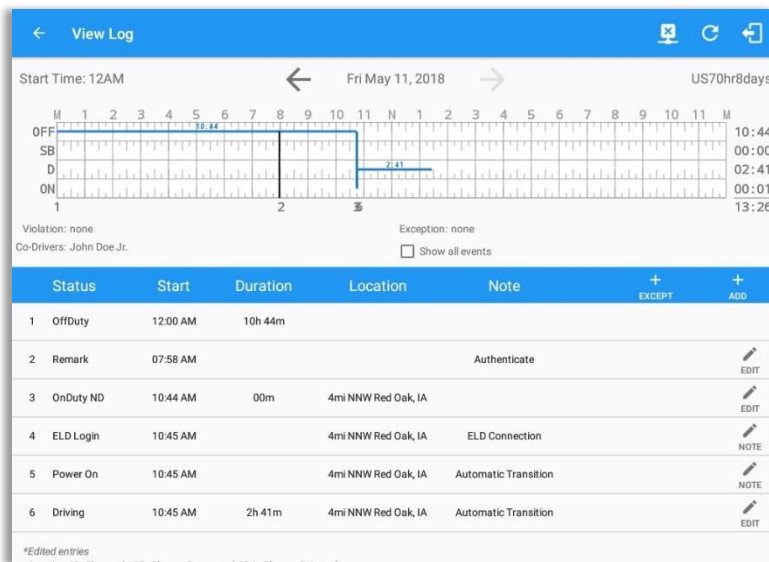 View Log
Start Time: 12AM Fri May 11, 2018 US70hr8days
M 1 2 3 4 5 6 7 8 9 10 11 N 1 2 3 4 5 6 7 8 9 10 11 M
OFF 10:44 10:44
SB 00:00
D 2:41 02:41
ON 00:01
1 2 3 6 13:26
Violation: none Exception: none
Co-Drivers: John Doe Jr. Show all events
Status Start Duration Location Note + EXCEPT + ADD
1 OffDuty 12:00 AM 10h 44m
2 Remark 07:58 AM Authenticate EDIT
3 OnDuty ND 10:44 AM 00m 4mi NNW Red Oak, IA EDIT
4 ELD Login 10:45 AM 4mi NNW Red Oak, IA ELD Connection NOTE
5 Power On 10:45 AM 4mi NNW Red Oak, IA Automatic Transition NOTE
6 Driving 10:45 AM 2h 41m 4mi NNW Red Oak, IA Automatic Transition EDIT
*Edited entries